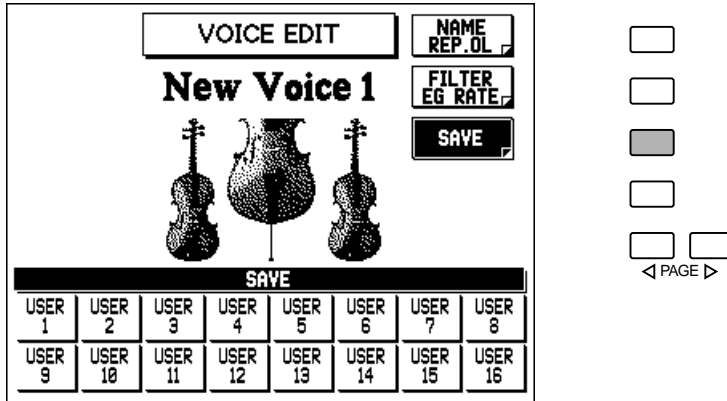 VOICE EDIT
NAME
REP.OL
New Voice 1
FILTER
EG RATE
SAVE
SAVE
USER 1 USER 2 USER 3 USER 4 USER 5 USER 6 USER 7 USER 8
USER 9 USER 10 USER 11 USER 12 USER 13 USER 14 USER 15 USER 16
PAGE